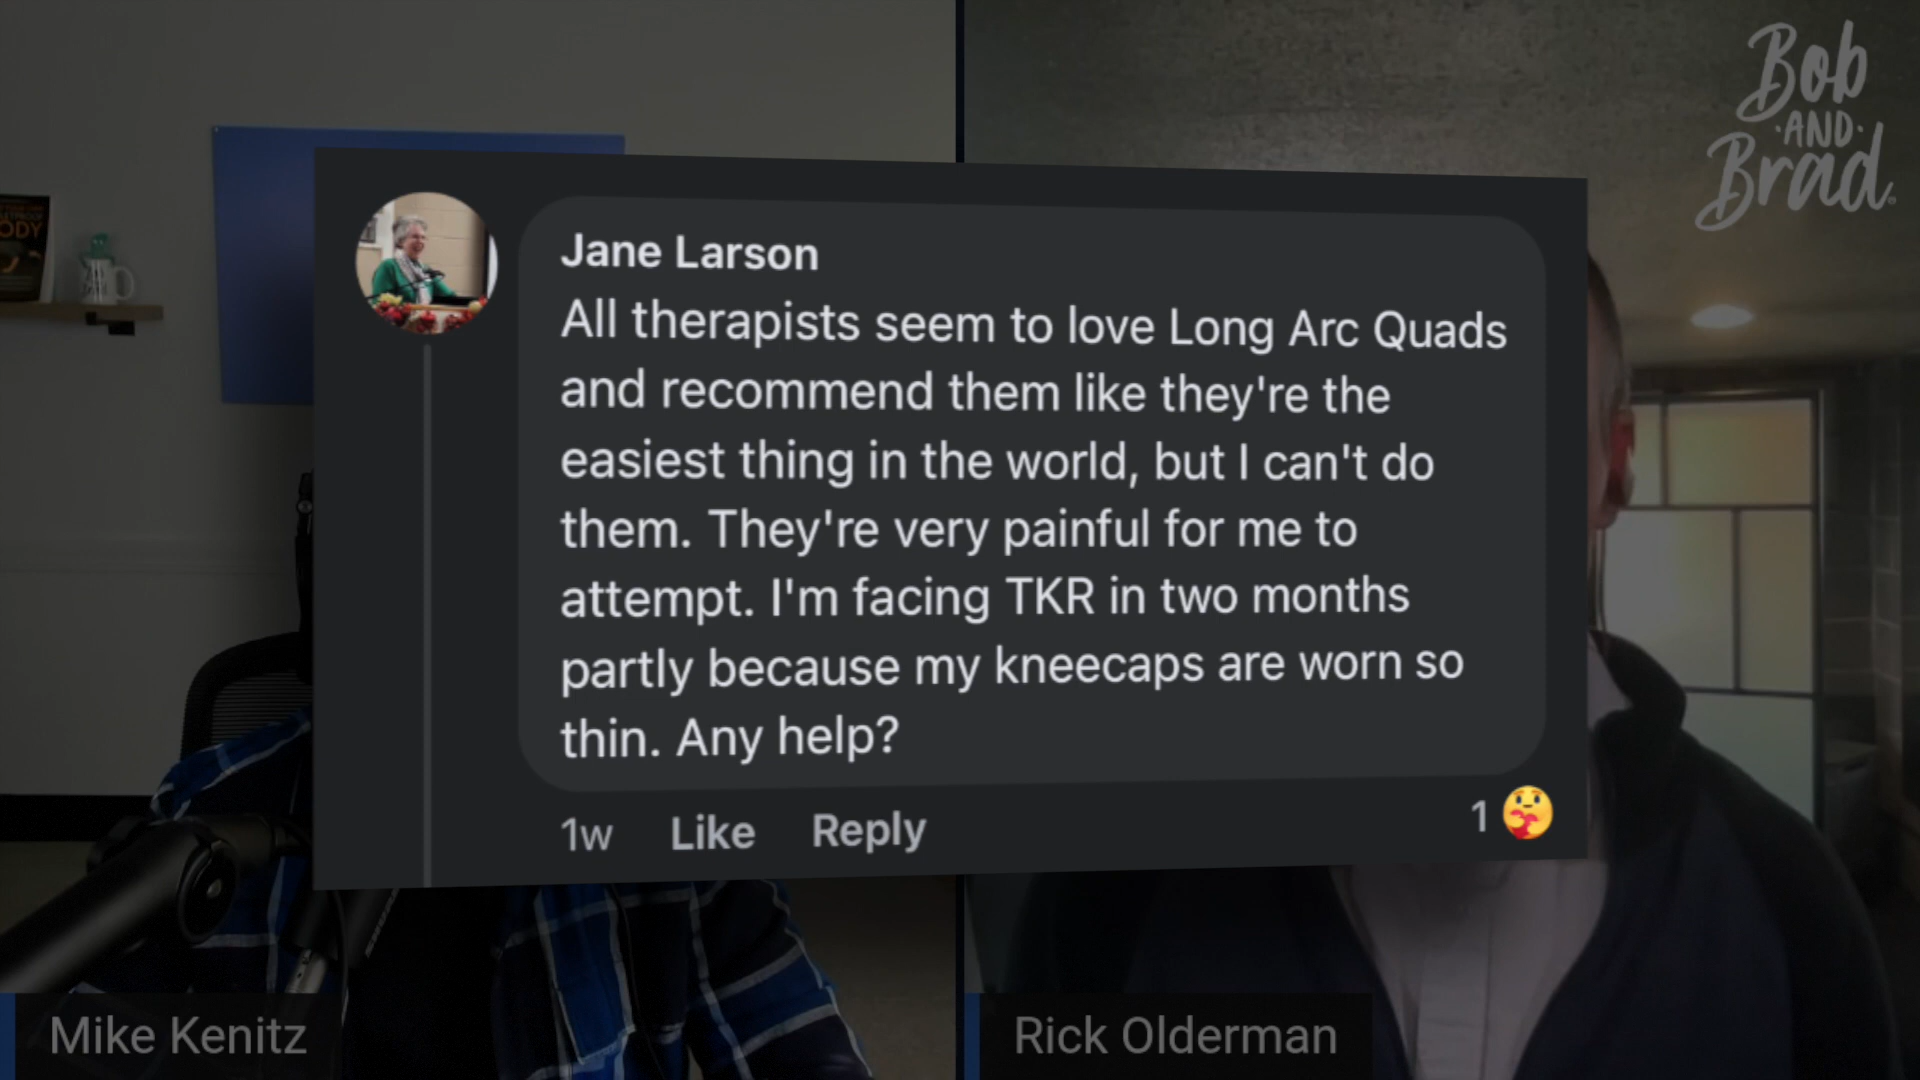 Bob
·AND·
Brad
ODY
Jane Larson
All therapists seem to love Long Arc Quads
and recommend them like they're the
easiest thing in the world, but I can't do
them. They're very painful for me to
attempt. I'm facing TKR in two months
partly because my kneecaps are worn so
thin. Any help?
1w Like Reply
1
Mike Kenitz
Rick Olderman